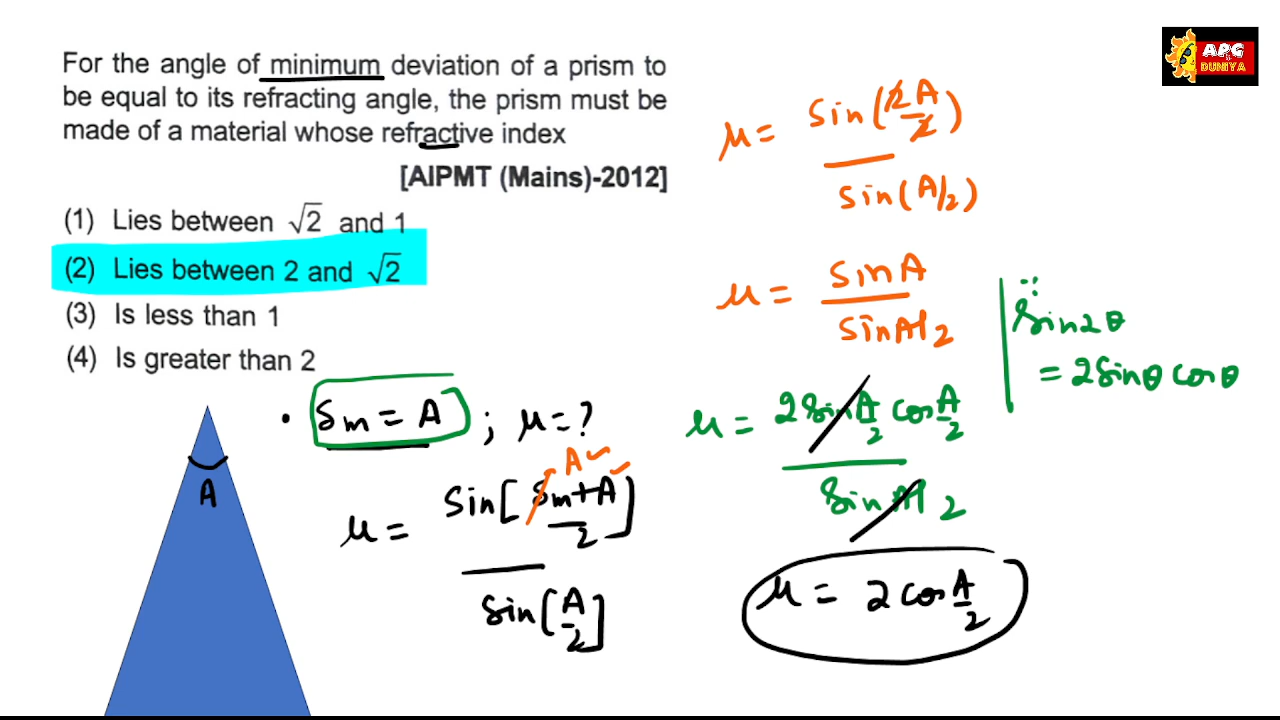 For the angle of minimum deviation of a prism to
be equal to its refracting angle, the prism must be
made of a material whose refractive index
[AIPMT (Mains)-2012]
(1) Lies between √2 and 1
(2) Lies between 2 and √2
(3) Is less than 1
(4) Is greater than 2
A
• δm = A ; μ = ?
μ = Sin[δm+A/2]
A
Sin[A/2]
μ = Sin(2A/2)
Sin(A/2)
μ = SinA
SinA/2
∵ Sin2θ
= 2Sinθ cosθ
μ = 2SinA/2 cosA/2
SinA/2
μ = 2 cosA/2
APC
DUNIYA